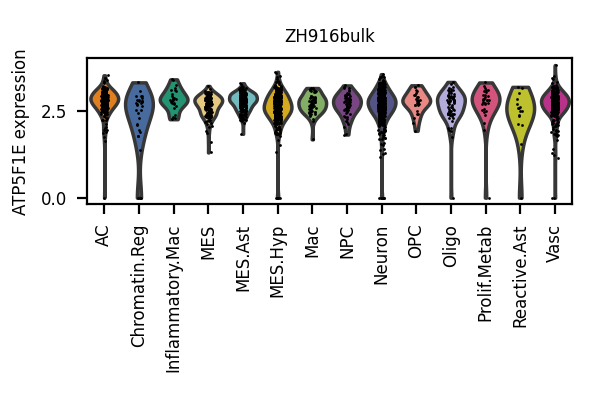 ZH916bulk
ATP5F1E expression
2.5
0.0
AC
Chromatin.Reg
Inflammatory.Mac
MES
MES.Ast
MES.Hyp
Mac
NPC
Neuron
OPC
Oligo
Prolif.Metab
Reactive.Ast
Vasc